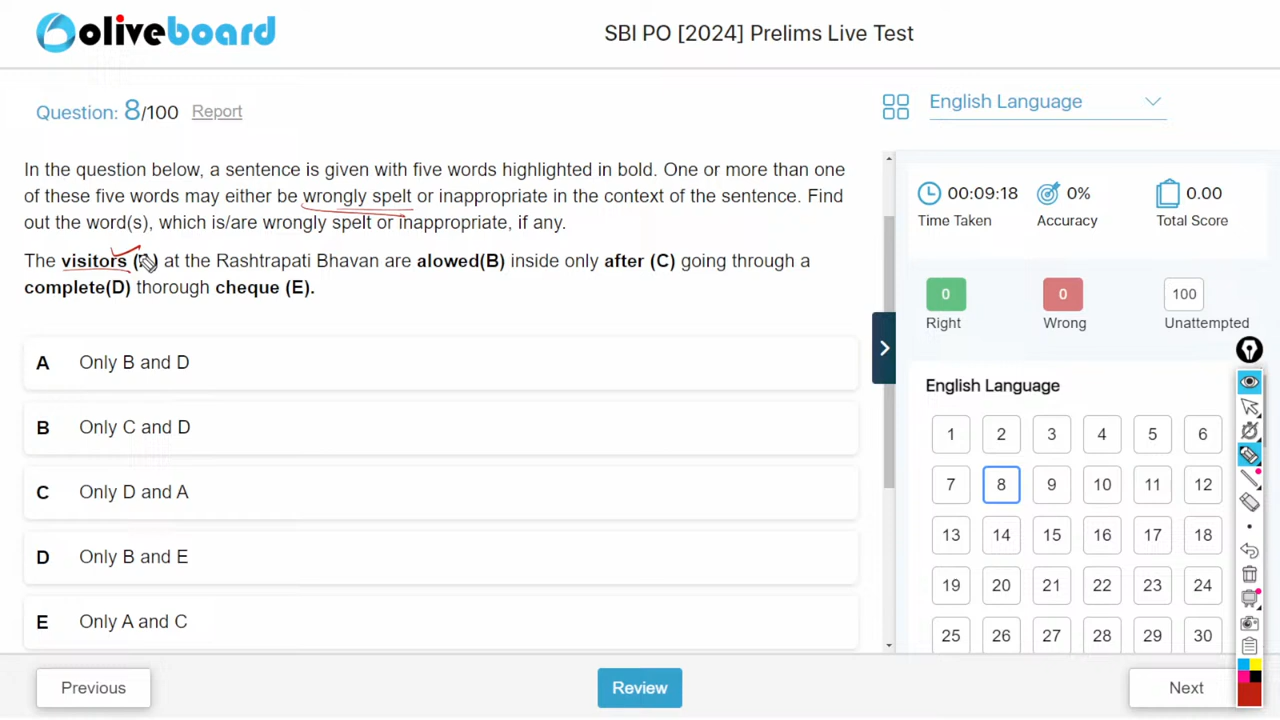 oliveboard
SBI PO [2024] Prelims Live Test
Question: 8/100 Report
English Language
In the question below, a sentence is given with five words highlighted in bold. One or more than one
of these five words may either be wrongly spelt or inappropriate in the context of the sentence. Find
out the word(s), which is/are wrongly spelt or inappropriate, if any.
The visitors ( ) at the Rashtrapati Bhavan are alowed(B) inside only after (C) going through a
complete(D) thorough cheque (E).
A Only B and D
B Only C and D
C Only D and A
D Only B and E
E Only A and C
Previous
Review
Next
00:09:18
Time Taken
0%
Accuracy
0.00
Total Score
0
Right
0
Wrong
100
Unattempted
English Language
1 2 3 4 5 6
7 8 9 10 11 12
13 14 15 16 17 18
19 20 21 22 23 24
25 26 27 28 29 30